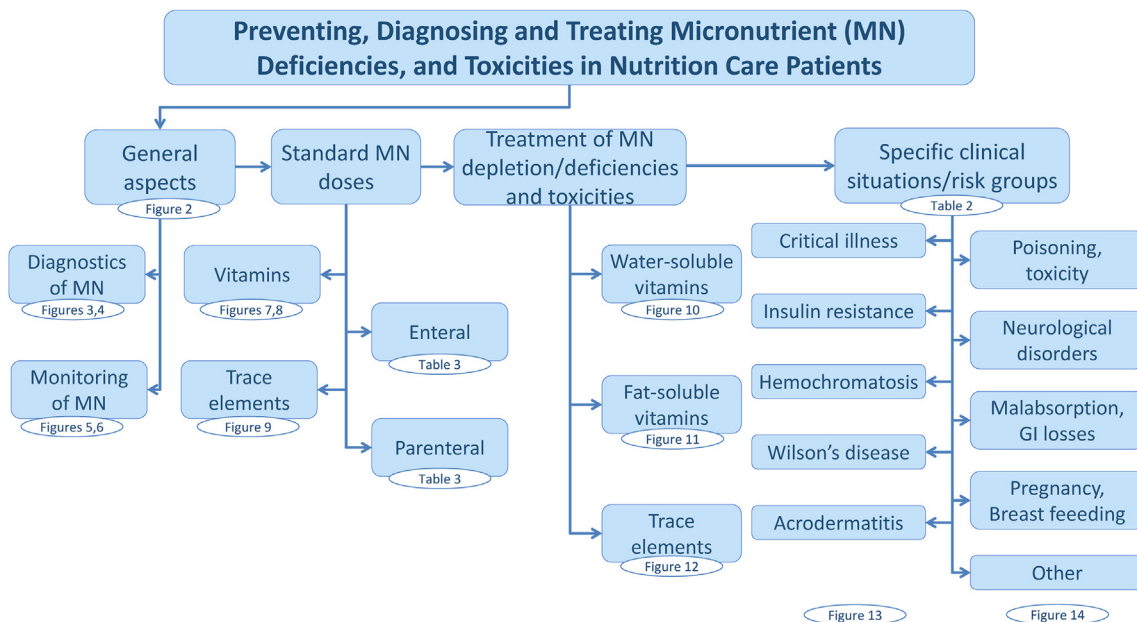 Preventing, Diagnosing and Treating Micronutrient (MN)
Deficiencies, and Toxicities in Nutrition Care Patients
General
aspects
Figure 2
Diagnostics
of MN
Figures 3,4
Monitoring
of MN
Figures 5,6
Standard MN
doses
Vitamins
Figures 7,8
Enteral
Table 3
Trace
elements
Figure 9
Parenteral
Table 3
Treatment of MN
depletion/deficiencies
and toxicities
Water-soluble
vitamins
Figure 10
Fat-soluble
vitamins
Figure 11
Trace
elements
Figure 12
Specific clinical
situations/risk groups
Table 2
Critical illness
Insulin resistance
Hemochromatosis
Wilson’s disease
Acrodermatitis
Figure 13
Poisoning,
toxicity
Neurological
disorders
Malabsorption,
GI losses
Pregnancy,
Breast feeeding
Other
Figure 14